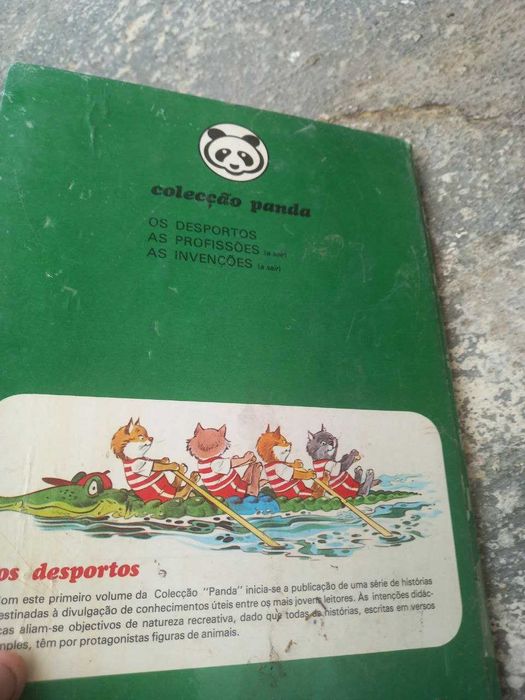 colecção panda
OS DESPORTOS
AS PROFISSÕES (a sair)
AS INVENÇÕES (a sair)
os desportos
om este primeiro volume da Colecção "Panda" inicia-se a publicação de uma série de histórias
estinadas à divulgação de conhecimentos úteis entre os mais jovens leitores. Às intenções didác-
cas aliam-se objectivos de natureza recreativa, dado que todas as histórias, escritas em versos
mples, têm por protagonistas figuras de animais.